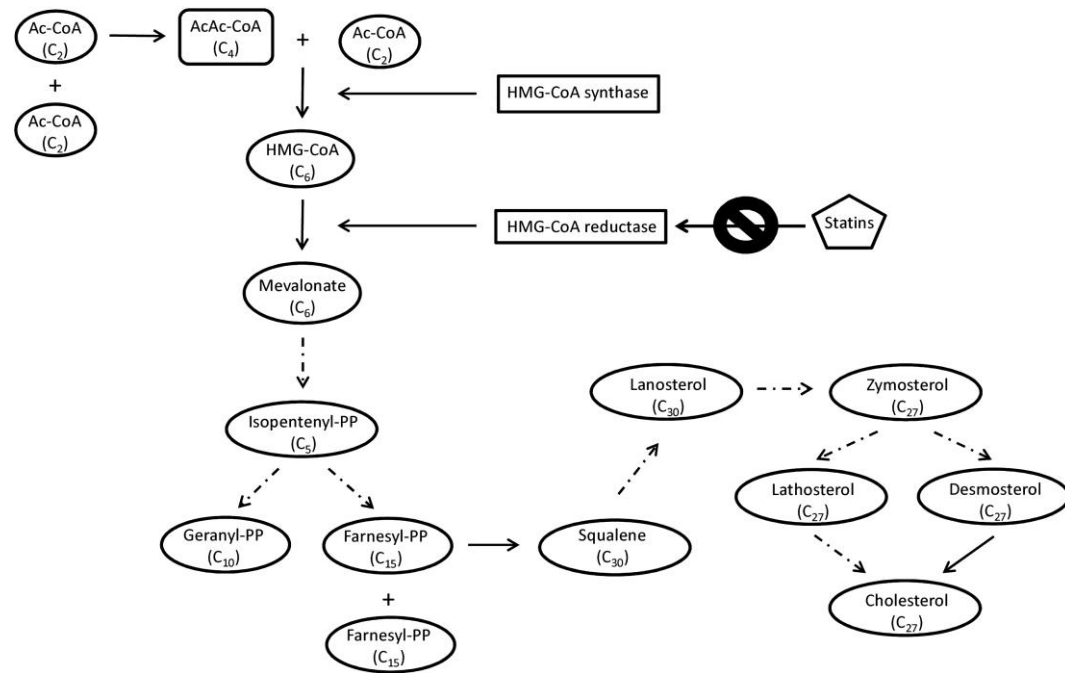 Ac-CoA
(C₂)
AcAc-CoA
(C₄)
+
Ac-CoA
(C₂)
+
Ac-CoA
(C₂)
HMG-CoA synthase
HMG-CoA
(C₆)
HMG-CoA reductase
Statins
Mevalonate
(C₆)
Isopentenyl-PP
(C₅)
Lanosterol
(C₃₀)
Zymosterol
(C₂₇)
Lathosterol
(C₂₇)
Desmosterol
(C₂₇)
Geranyl-PP
(C₁₀)
Farnesyl-PP
(C₁₅)
Squalene
(C₃₀)
+
Farnesyl-PP
(C₁₅)
Cholesterol
(C₂₇)